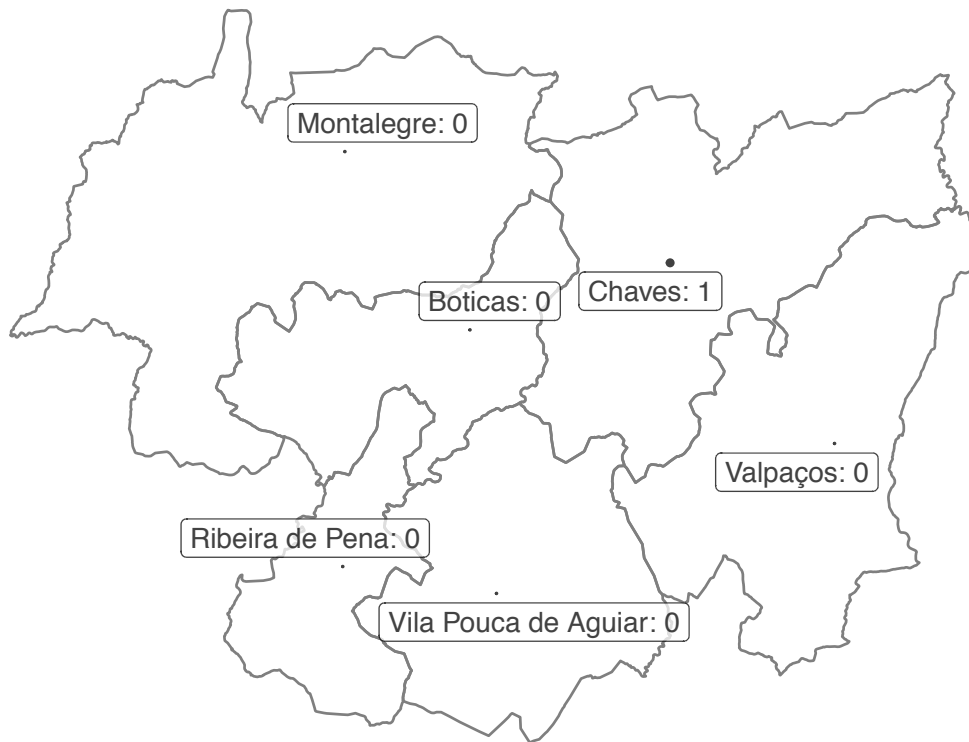 Montalegre: 0
Boticas: 0
Chaves: 1
Valpaços: 0
Ribeira de Pena: 0
Vila Pouca de Aguiar: 0